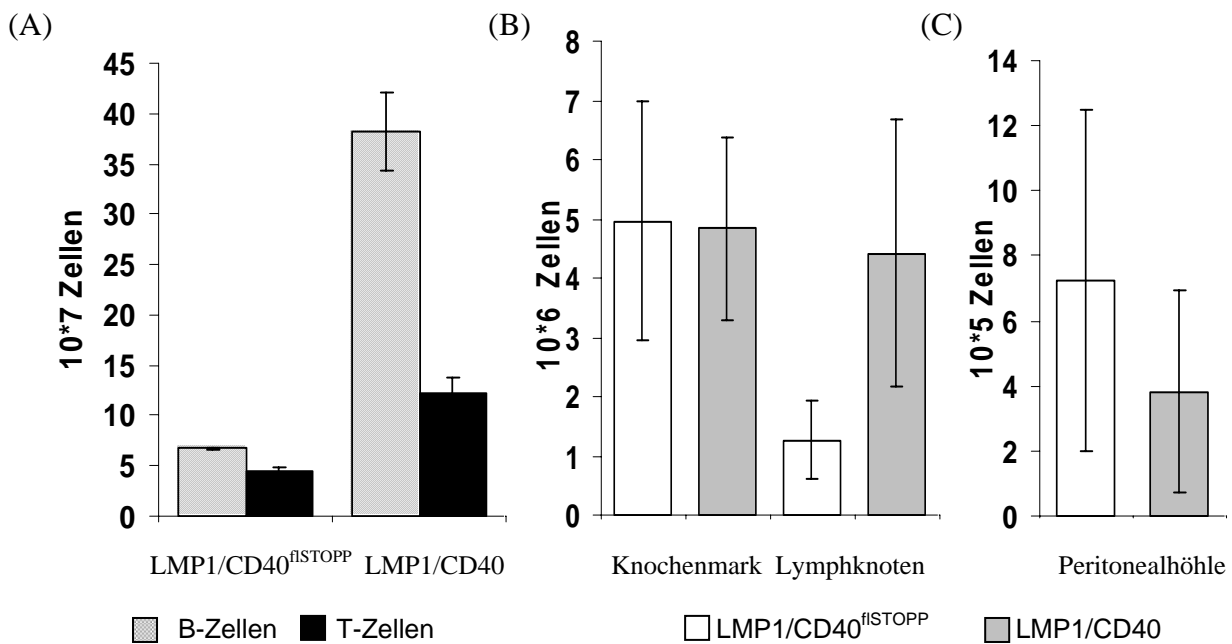 (A)
10*7 Zellen
45
40
35
30
25
20
15
10
5
0
LMP1/CD40flSTOPP LMP1/CD40
B-Zellen T-Zellen
(B)
10*6 Zellen
8
7
6
5
4
3
2
1
0
Knochenmark Lymphknoten
(C)
10*5 Zellen
14
12
10
8
6
4
2
0
Peritonealhöhle
LMP1/CD40flSTOPP LMP1/CD40